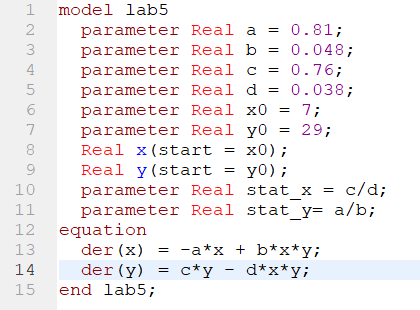 1 model lab5
2 parameter Real a = 0.81;
3 parameter Real b = 0.048;
4 parameter Real c = 0.76;
5 parameter Real d = 0.038;
6 parameter Real x0 = 7;
7 parameter Real y0 = 29;
8 Real x(start = x0);
9 Real y(start = y0);
10 parameter Real stat_x = c/d;
11 parameter Real stat_y= a/b;
12 equation
13 der(x) = -a*x + b*x*y;
14 der(y) = c*y - d*x*y;
15 end lab5;